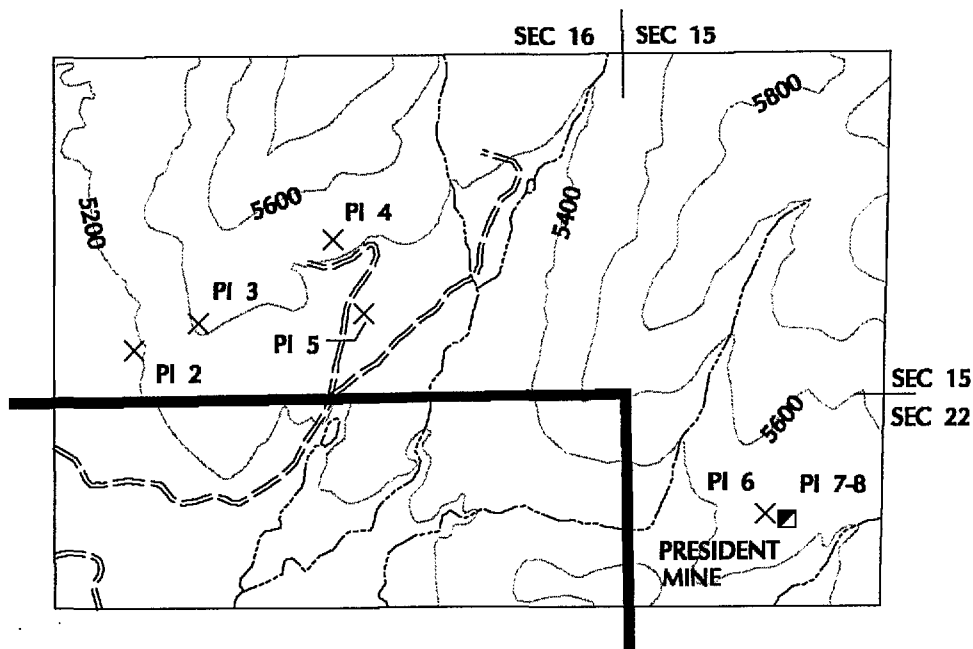 SEC 16 SEC 15
5800
5200
5600
PI 4
5400
PI 3
PI 5
PI 2
SEC 15
SEC 22
5600
PI 6 PI 7-8
PRESIDENT
MINE